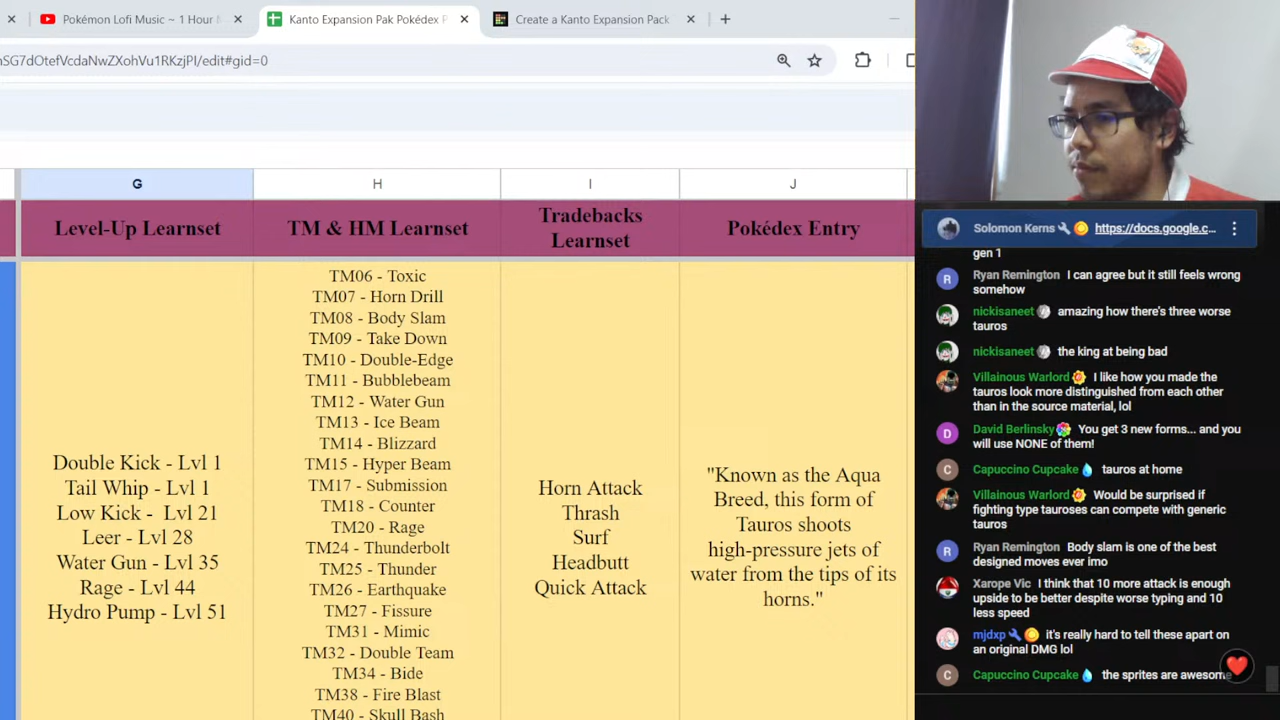 Pokémon Lofi Music ~ 1 Hour
Kanto Expansion Pak Pokédex
Create a Kanto Expansion Pack
nSG7dOtefVcdaNwZXohVu1RKzjPI/edit#gid=0
G
H
I
J
Level-Up Learnset
TM & HM Learnset
Tradebacks
Learnset
Pokédex Entry
Double Kick - Lvl 1
Tail Whip - Lvl 1
Low Kick - Lvl 21
Leer - Lvl 28
Water Gun - Lvl 35
Rage - Lvl 44
Hydro Pump - Lvl 51
TM06 - Toxic
TM07 - Horn Drill
TM08 - Body Slam
TM09 - Take Down
TM10 - Double-Edge
TM11 - Bubblebeam
TM12 - Water Gun
TM13 - Ice Beam
TM14 - Blizzard
TM15 - Hyper Beam
TM17 - Submission
TM18 - Counter
TM20 - Rage
TM24 - Thunderbolt
TM25 - Thunder
TM26 - Earthquake
TM27 - Fissure
TM31 - Mimic
TM32 - Double Team
TM34 - Bide
TM38 - Fire Blast
TM40 - Skull Bash
Horn Attack
Thrash
Surf
Headbutt
Quick Attack
"Known as the Aqua
Breed, this form of
Tauros shoots
high-pressure jets of
water from the tips of its
horns."
Solomon Kerns https://docs.google.c...
gen 1
R Ryan Remington I can agree but it still feels wrong
somehow
nickisaneet amazing how there's three worse
tauros
nickisaneet the king at being bad
Villainous Warlord I like how you made the
tauros look more distinguished from each other
than in the source material, lol
D David Berlinsky You get 3 new forms... and you
will use NONE of them!
C Capuccino Cupcake tauros at home
Villainous Warlord Would be surprised if
fighting type tauroses can compete with generic
tauros
R Ryan Remington Body slam is one of the best
designed moves ever imo
Xarope Vic I think that 10 more attack is enough
upside to be better despite worse typing and 10
less speed
mjdxp it's really hard to tell these apart on
an original DMG lol
C Capuccino Cupcake the sprites are awesome